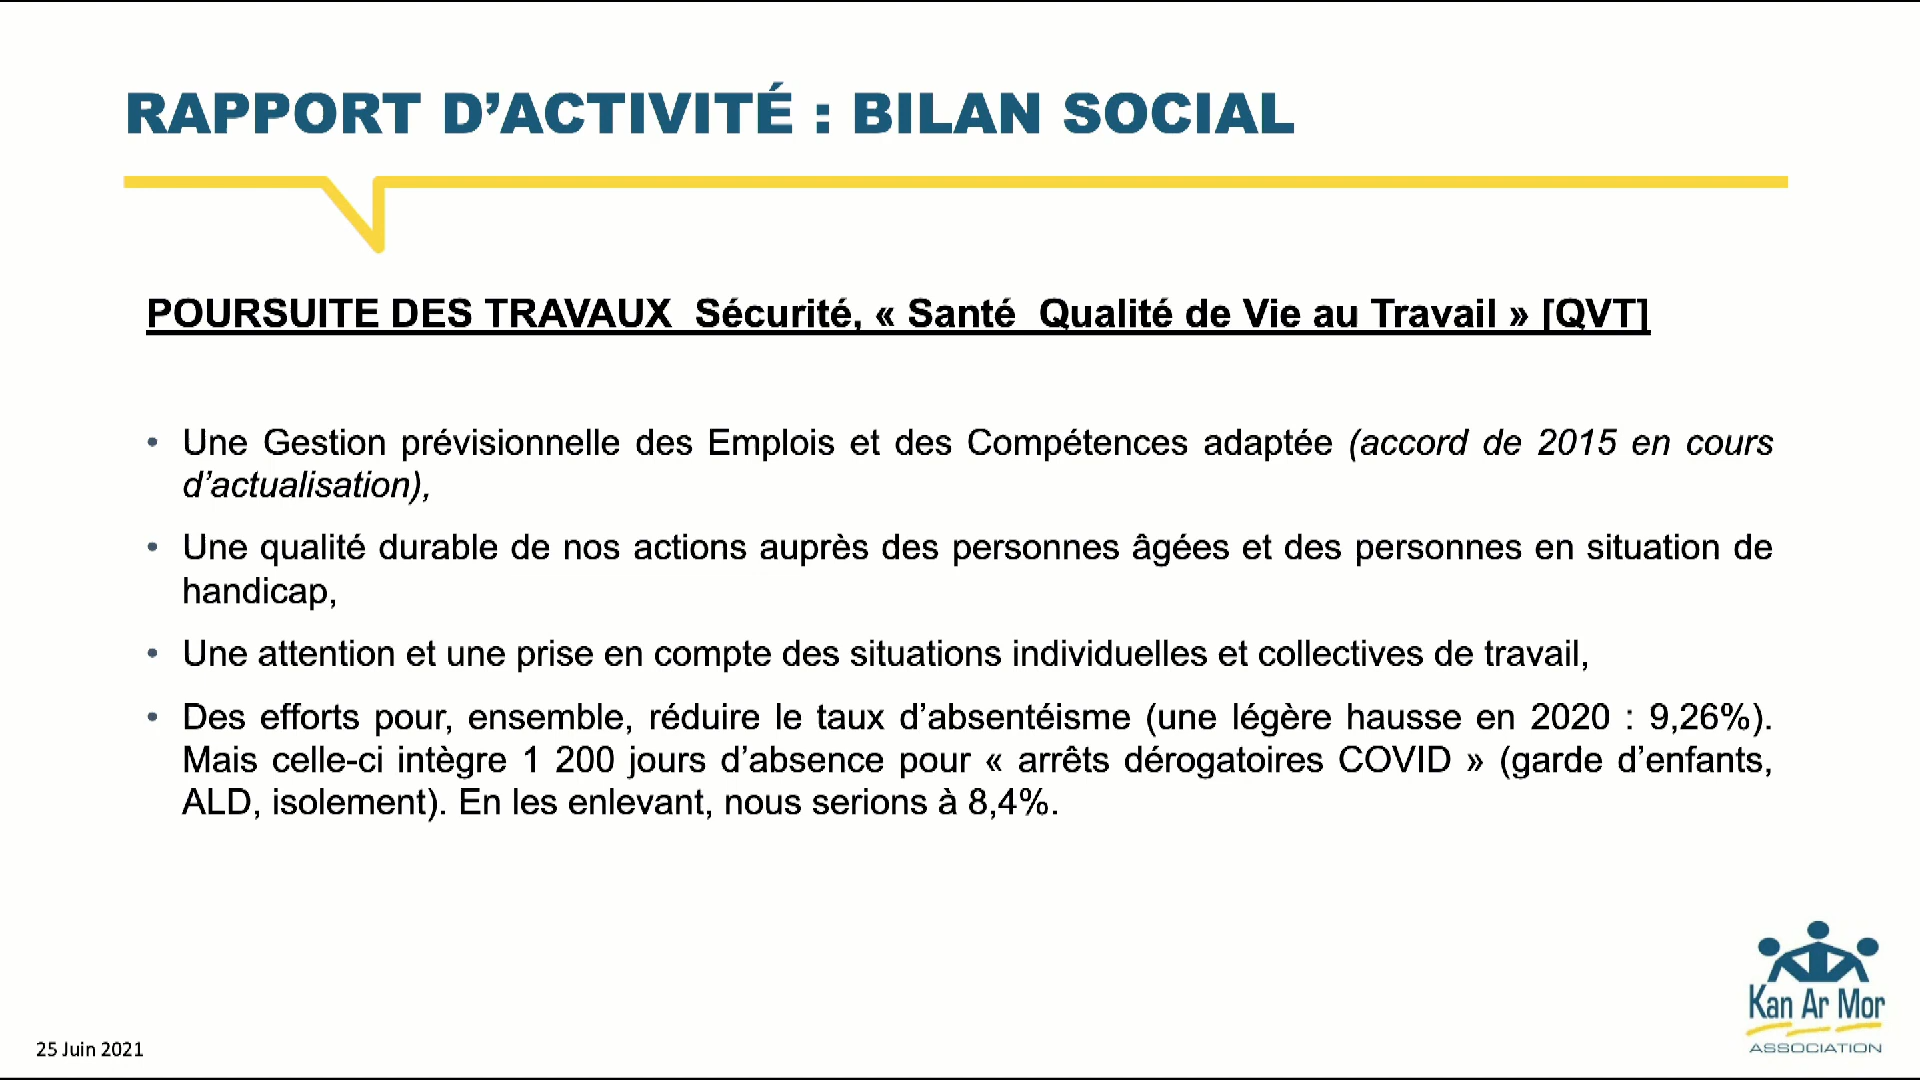 RAPPORT D’ACTIVITÉ : BILAN SOCIAL
POURSUITE DES TRAVAUX  Sécurité, « Santé  Qualité de Vie au Travail » [QVT]
• Une Gestion prévisionnelle des Emplois et des Compétences adaptée (accord de 2015 en cours
d’actualisation),
• Une qualité durable de nos actions auprès des personnes âgées et des personnes en situation de
handicap,
• Une attention et une prise en compte des situations individuelles et collectives de travail,
• Des efforts pour, ensemble, réduire le taux d’absentéisme (une légère hausse en 2020 : 9,26%).
Mais celle-ci intègre 1 200 jours d’absence pour « arrêts dérogatoires COVID » (garde d’enfants,
ALD, isolement). En les enlevant, nous serions à 8,4%.
Kan Ar Mor
ASSOCIATION
25 Juin 2021